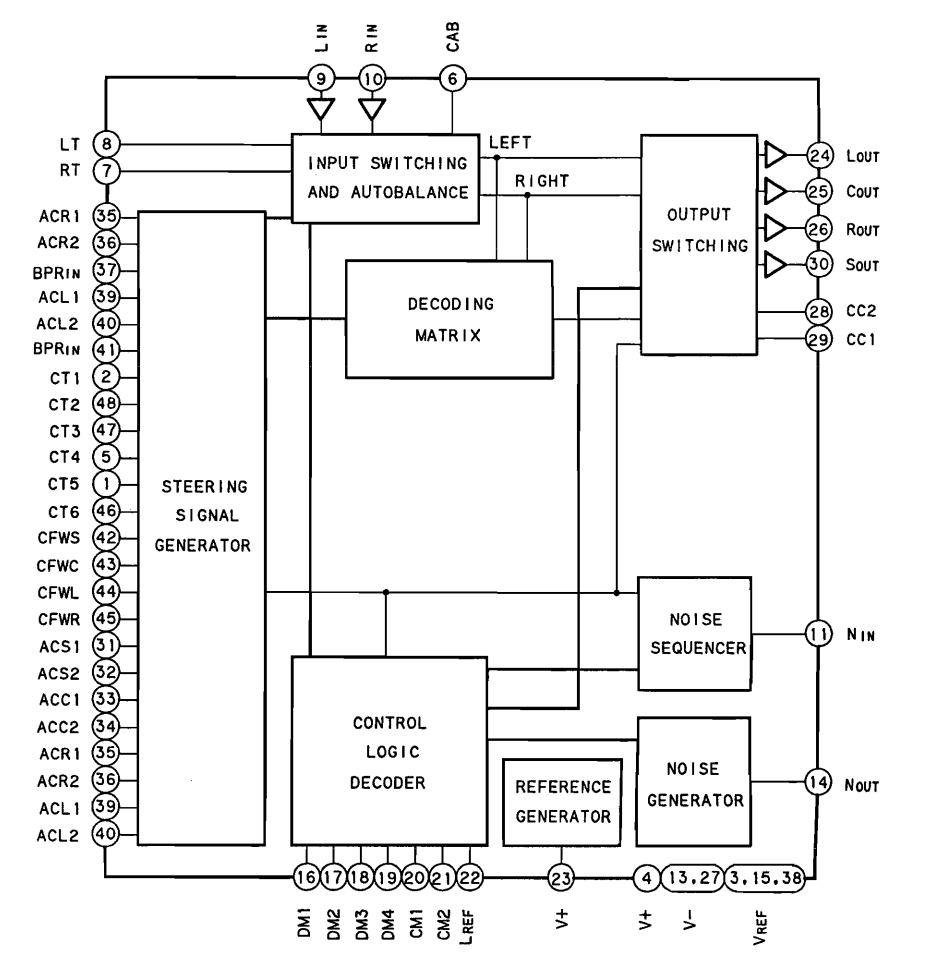 LIN RIN CAB
9 10 6
LT 8
RT 7
INPUT SWITCHING
AND AUTOBALANCE
LEFT
RIGHT
OUTPUT
SWITCHING
24 LOUT
25 COUT
26 ROUT
30 SOUT
28 CC2
29 CC1
ACR1 35
ACR2 36
BPRIN 37
ACL1 39
ACL2 40
BPRIN 41
CT1 2
CT2 48
CT3 47
CT4 5
CT5 1
CT6 46
CFWS 42
CFWC 43
CFWL 44
CFWR 45
ACS1 31
ACS2 32
ACC1 33
ACC2 34
ACR1 35
ACR2 36
ACL1 39
ACL2 40
DECODING
MATRIX
STEERING
SIGNAL
GENERATOR
NOISE
SEQUENCER
11 NIN
CONTROL
LOGIC
DECODER
REFERENCE
GENERATOR
NOISE
GENERATOR
14 NOUT
16 17 18 19 20 21 22 23 4 13,27 3,15,38
DM1 DM2 DM3 DM4 CM1 CM2 LREF V+ V+ V- VREF